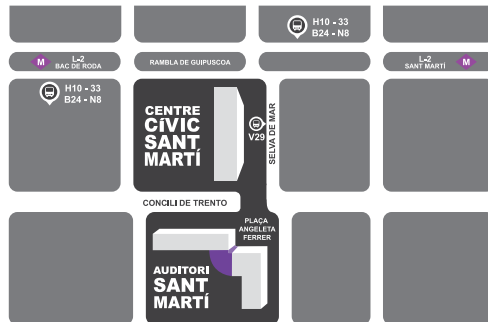 H10 - 33
B24 - N8
M
L-2
BAC DE RODA
RAMBLA DE GUIPUSCOA
L-2
SANT MARTÍ
M
H10 - 33
B24 - N8
CENTRE
CÍVIC
SANT
MARTÍ
V29
SELVA DE MAR
CONCILI DE TRENTO
PLAÇA
ANGELETA
FERRER
AUDITORI
SANT
MARTÍ